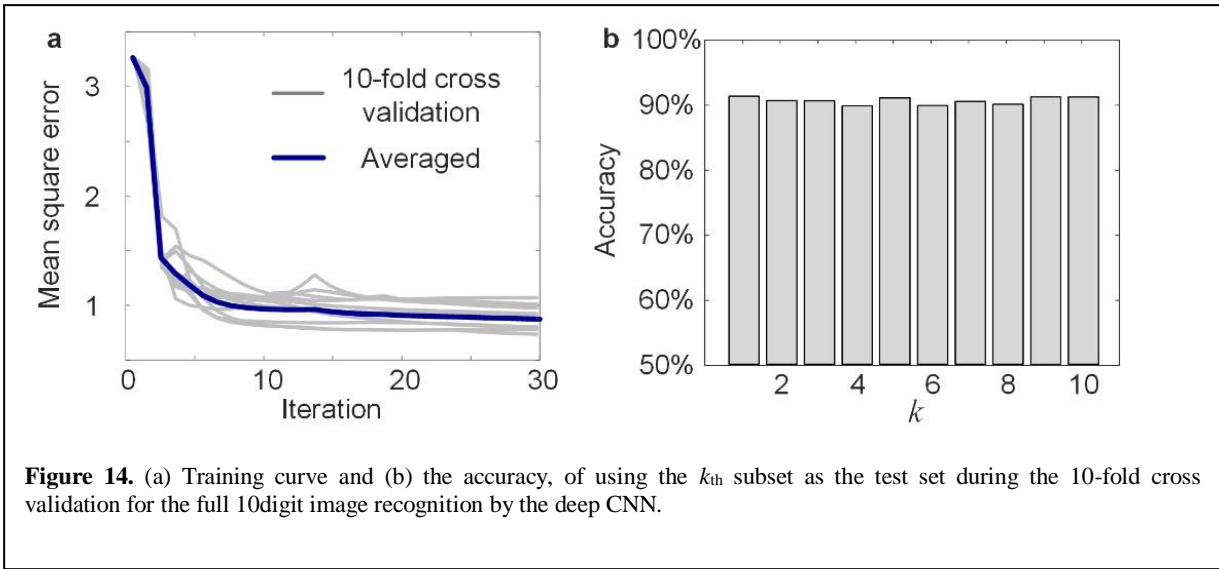 a
Mean square error
3
2
1
10-fold cross
validation
Averaged
0
10
20
30
Iteration
b
Accuracy
100%
90%
80%
70%
60%
50%
2
4
6
8
10
k
Figure 14. (a) Training curve and (b) the accuracy, of using the kth subset as the test set during the 10-fold cross
validation for the full 10digit image recognition by the deep CNN.